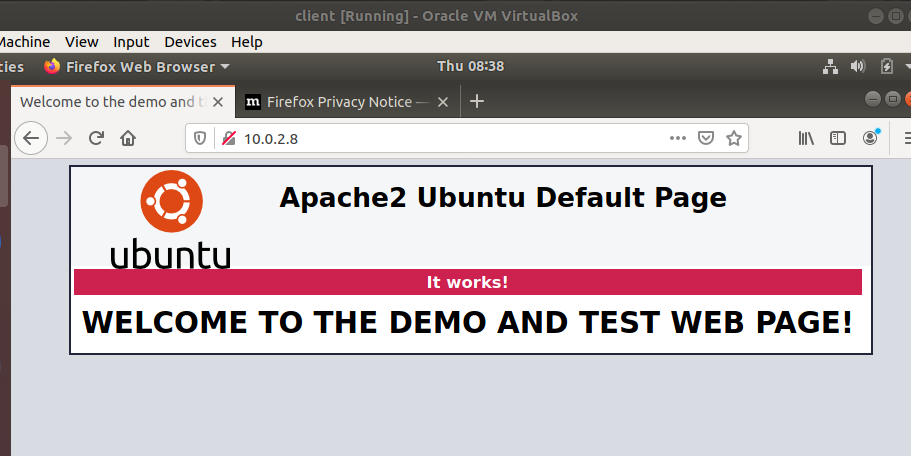 client [Running] - Oracle VM VirtualBox
Machine View Input Devices Help
ties Firefox Web Browser Thu 08:38
Welcome to the demo and t × m Firefox Privacy Notice — × +
10.0.2.8
ubuntu
Apache2 Ubuntu Default Page
It works!
WELCOME TO THE DEMO AND TEST WEB PAGE!